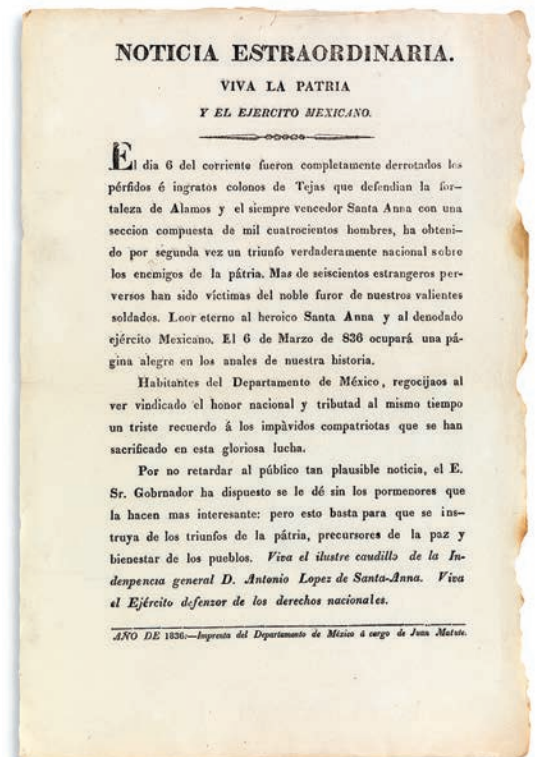 NOTICIA ESTRAORDINARIA.
VIVA LA PATRIA
Y EL EJERCITO MEXICANO.
El dia 6 del corriente fueron completamente derrotados los
pérfidos é ingratos colonos de Tejas que defendian la for-
taleza de Alamos y el siempre vencedor Santa Anna con una
seccion compuesta de mil cuatrocientos hombres, ha obteni-
do por segunda vez un triunfo verdaderamente nacional sobre
los enemigos de la pátria. Mas de seiscientos estrangeros per-
versos han sido víctimas del noble furor de nuestros valientes
soldados. Loor eterno al heroico Santa Anna y al denodado
ejército Mexicano. El 6 de Marzo de 836 ocupará una pá-
gina alegre en los anales de nuestra historia.
Habitantes del Departamento de México, regocijaos al
ver vindicado el honor nacional y tributad al mismo tiempo
un triste recuerdo á los impàvidos compatriotas que se han
sacrificado en esta gloriosa lucha.
Por no retardar al público tan plausible noticia, el E.
Sr. Gobrnador ha dispuesto se le dé sin los pormenores que
la hacen mas interesante: pero esto basta para que se ins-
truya de los triunfos de la pátria, precursores de la paz y
bienestar de los pueblos. Viva el ilustre caudillo de la In-
denpencia general D. Antonio Lopez de Santa-Anna. Viva
el Ejército defenzor de los derechos nacionales.
AÑO DE 1836:—Imprenta del Departamento de México á cargo de Juan Matute.